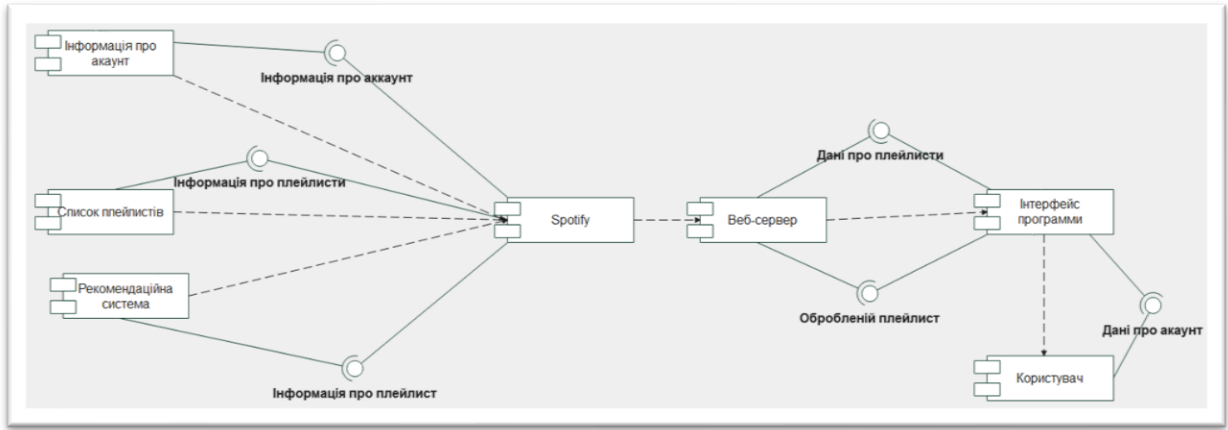 Інформація про
акаунт
Інформація про аккаунт
Інформація про плейлисти
Список плейлистів
Рекомендаційна
система
Інформація про плейлист
Spotify
Веб-сервер
Дані про плейлисти
Обробленій плейлист
Інтерфейс
программи
Дані про акаунт
Користувач